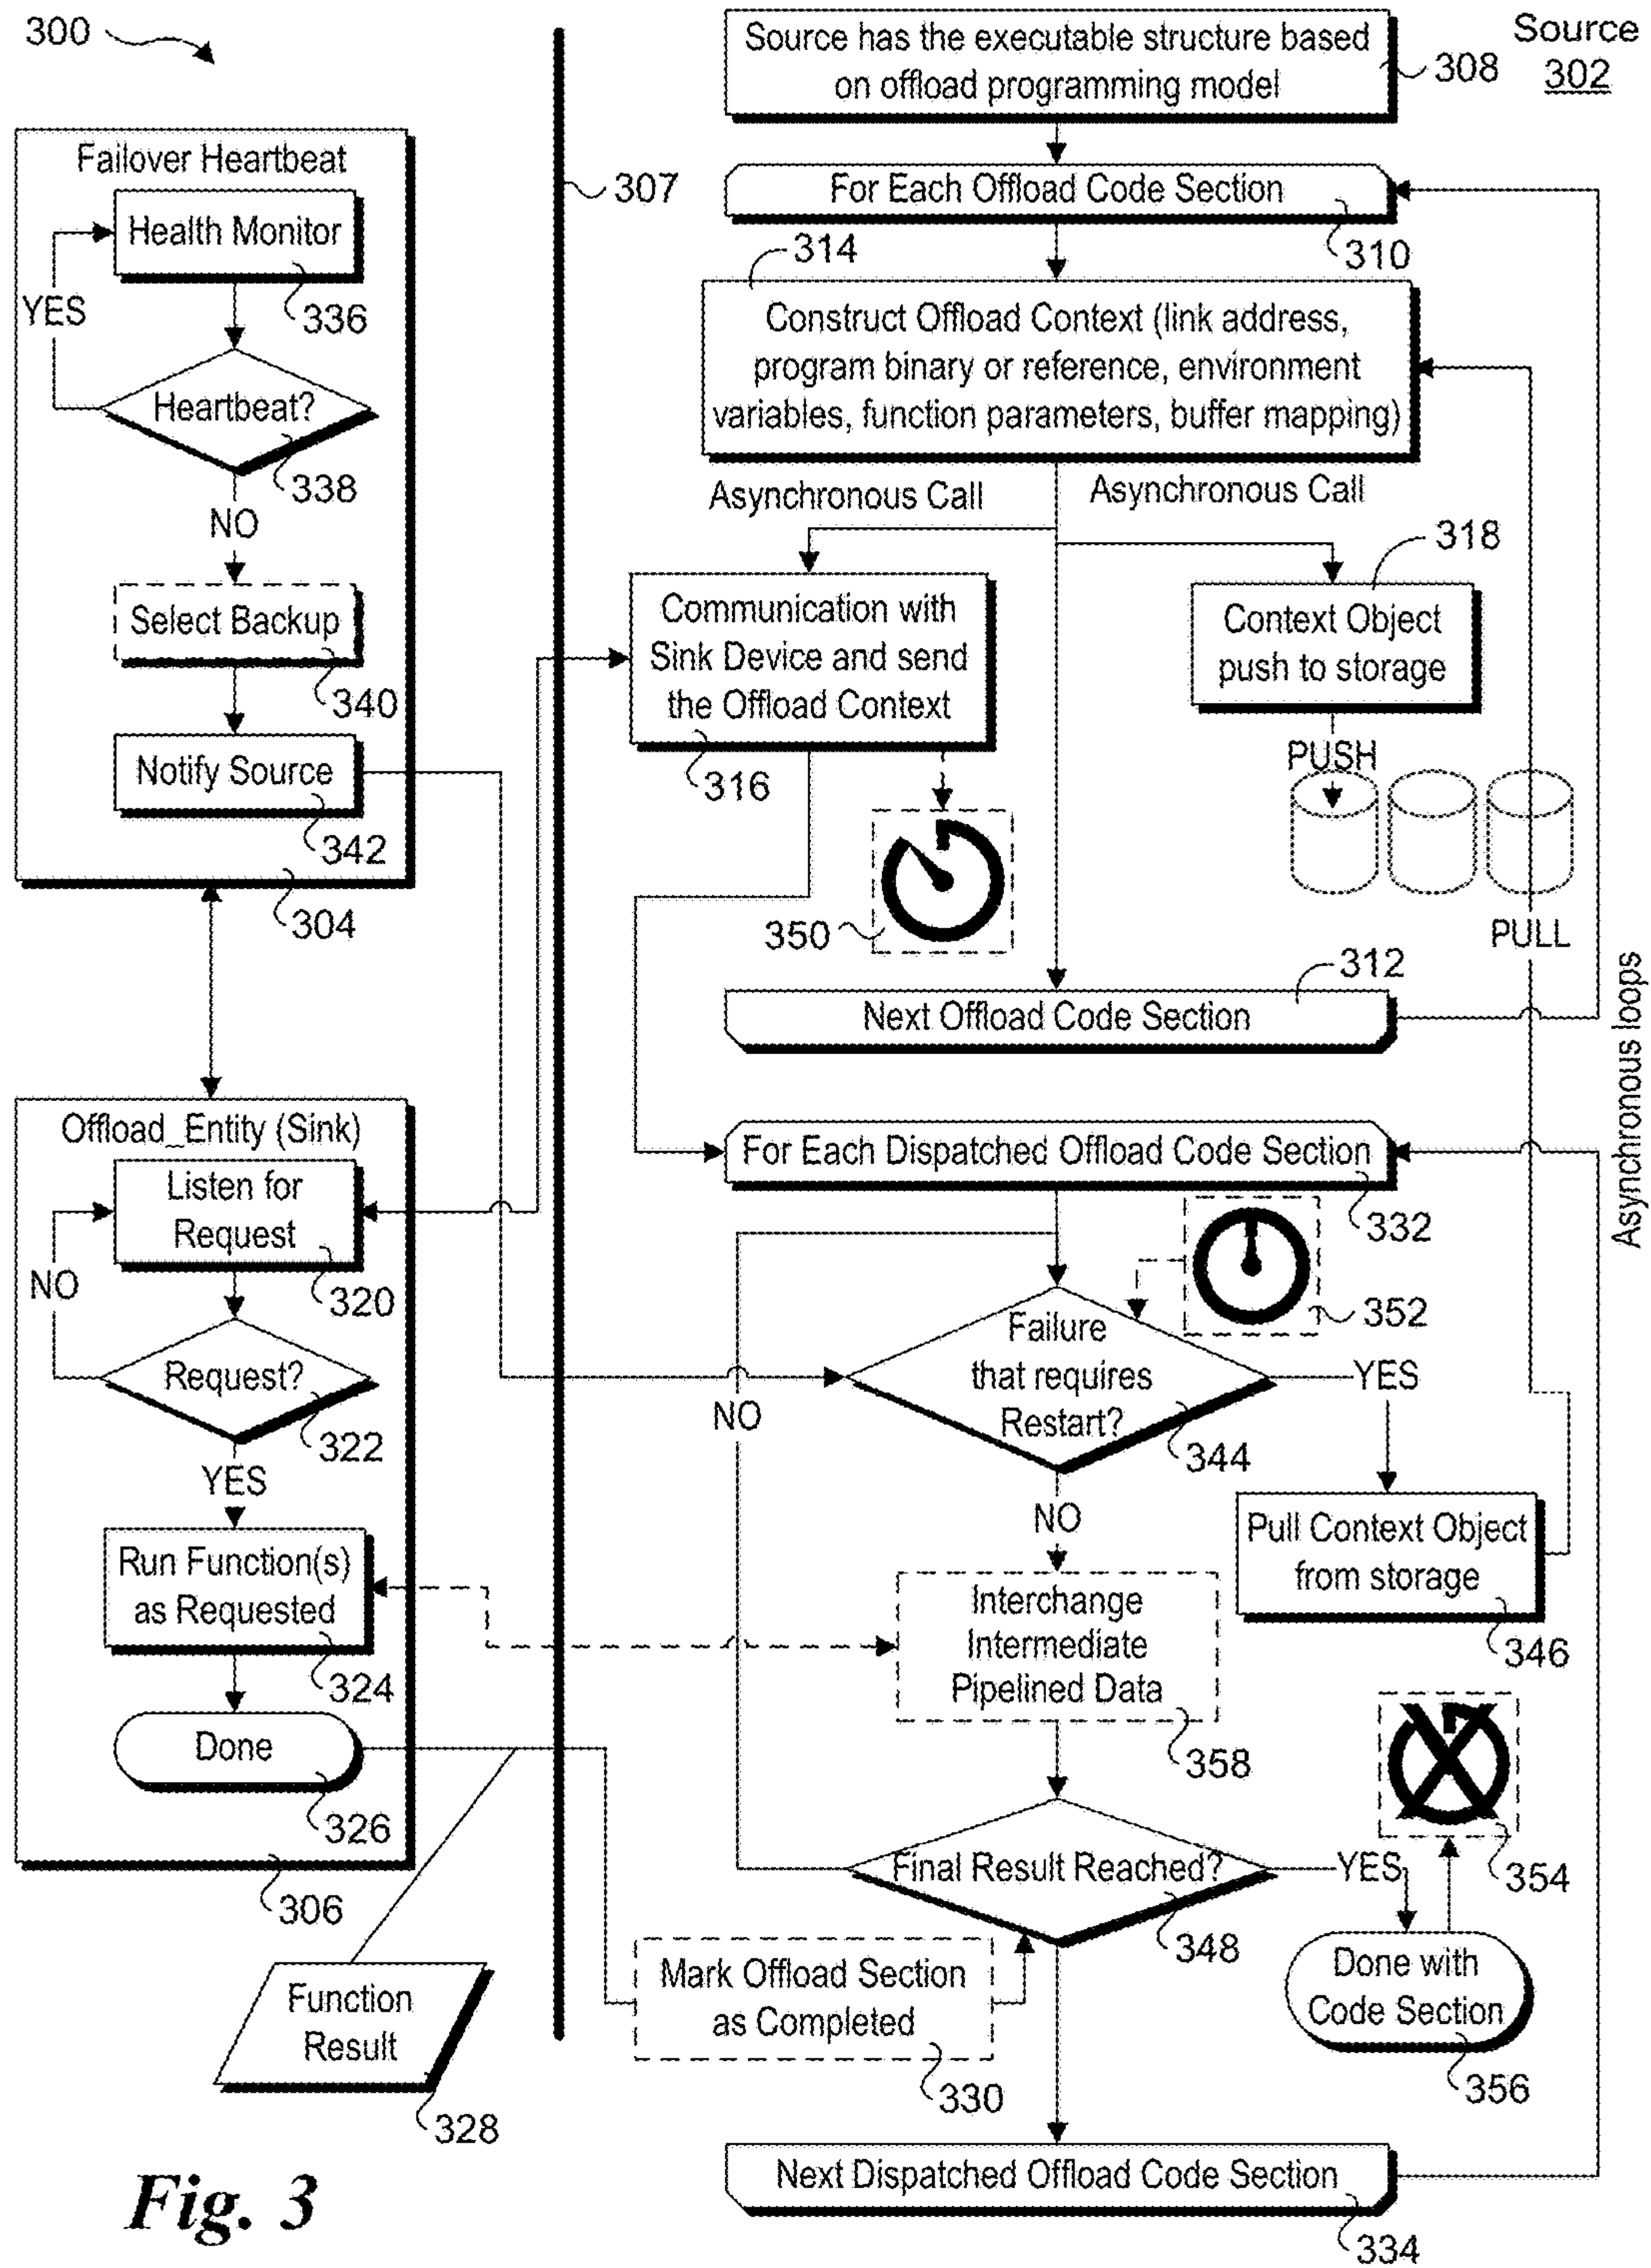 300
Source
302
Source has the executable structure based
on offload programming model
308
307
For Each Offload Code Section
310
314
Construct Offload Context (link address,
program binary or reference, environment
variables, function parameters, buffer mapping)
Asynchronous Call
Asynchronous Call
Failover Heartbeat
Health Monitor
336
YES
Heartbeat?
338
NO
Select Backup
340
Notify Source
342
304
Communication with
Sink Device and send
the Offload Context
316
318
Context Object
push to storage
PUSH
PULL
350
312
Next Offload Code Section
Asynchronous loops
Offload_Entity (Sink)
Listen for
Request
320
NO
Request?
322
YES
Run Function(s)
as Requested
324
Done
326
306
Function
Result
328
For Each Dispatched Offload Code Section
332
352
Failure
that requires
Restart?
344
YES
NO
NO
Pull Context Object
from storage
346
Interchange
Intermediate
Pipelined Data
358
354
Final Result Reached?
348
YES
Done with
Code Section
356
Mark Offload Section
as Completed
330
Next Dispatched Offload Code Section
334
Fig. 3